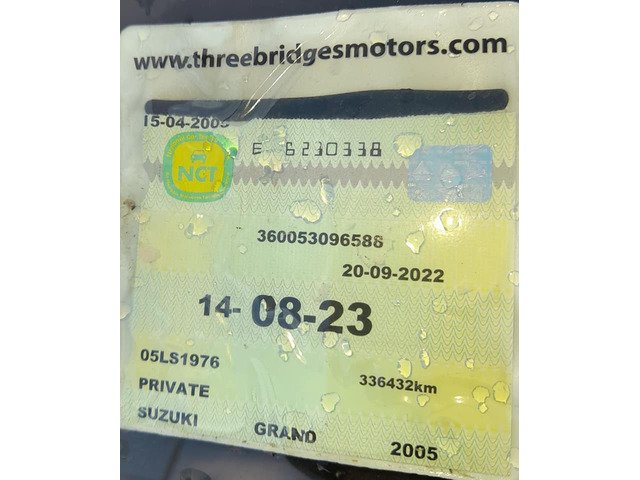 www.threebridgesmotors.com
15-04-2005
E 6230338
NCT
360053096588
20-09-2022
14-08-23
05LS1976
336432km
PRIVATE
SUZUKI GRAND 2005